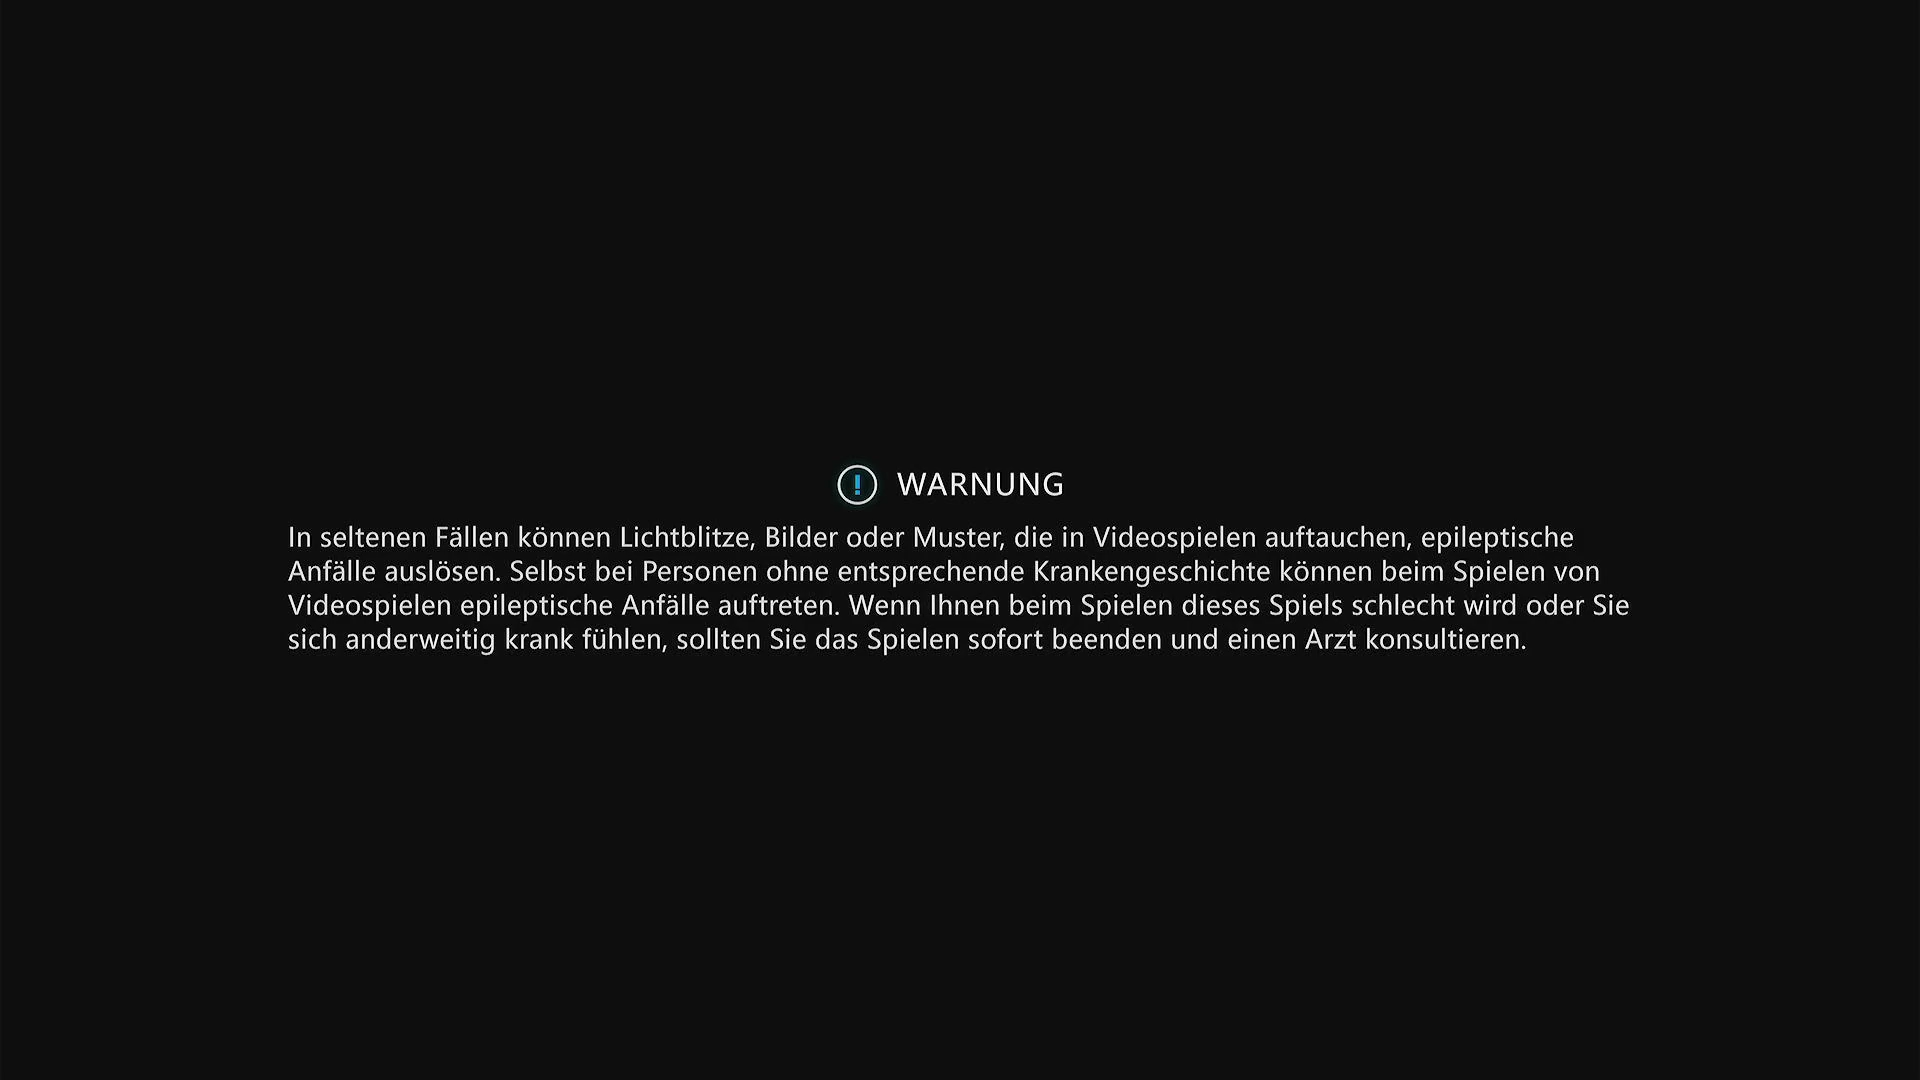 ! WARNUNG
In seltenen Fällen können Lichtblitze, Bilder oder Muster, die in Videospielen auftauchen, epileptische
Anfälle auslösen. Selbst bei Personen ohne entsprechende Krankengeschichte können beim Spielen von
Videospielen epileptische Anfälle auftreten. Wenn Ihnen beim Spielen dieses Spiels schlecht wird oder Sie
sich anderweitig krank fühlen, sollten Sie das Spielen sofort beenden und einen Arzt konsultieren.